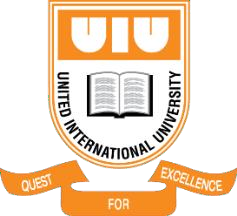 UIU
UNITED INTERNATIONAL UNIVERSITY
QUEST
FOR
EXCELLENCE